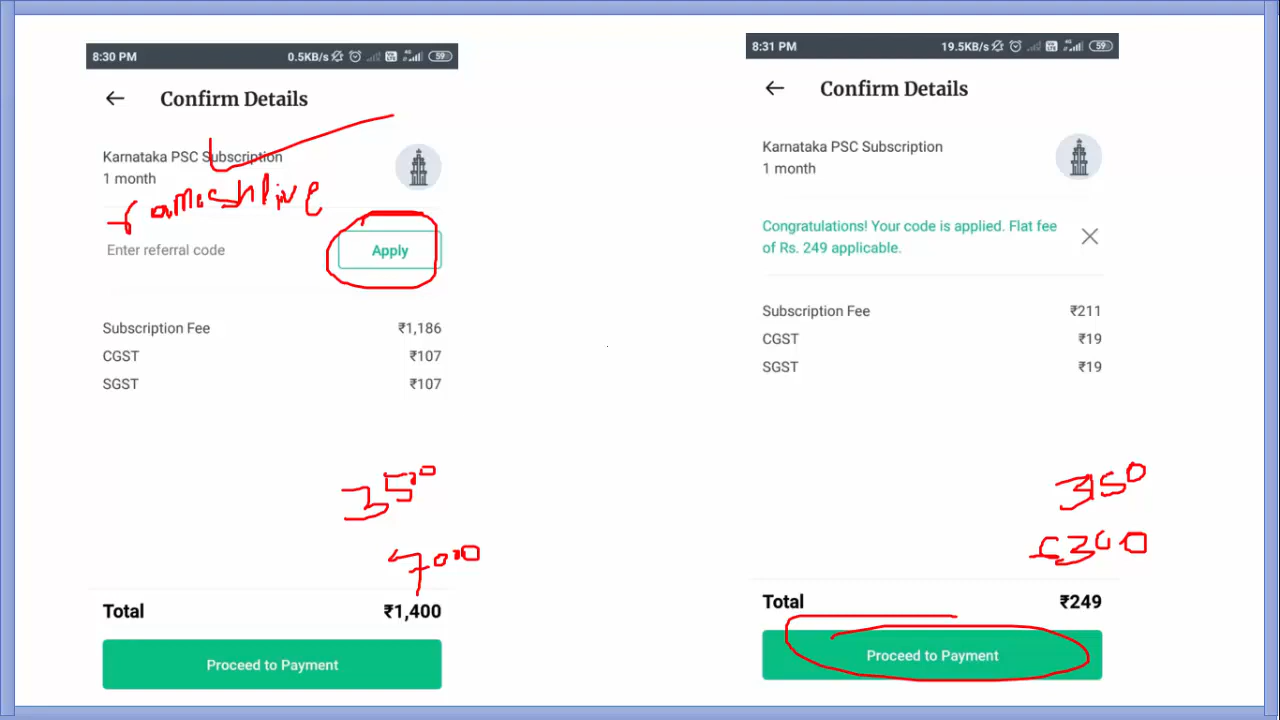 8:30 PM
0.5KB/s
59
Confirm Details
Karnataka PSC Subscription
1 month
Enter referral code
Apply
Subscription Fee
₹1,186
CGST
₹107
SGST
₹107
3500
7000
Total
₹1,400
Proceed to Payment
8:31 PM
19.5KB/s
59
Confirm Details
Karnataka PSC Subscription
1 month
Congratulations! Your code is applied. Flat fee
of Rs. 249 applicable.
Subscription Fee
₹211
CGST
₹19
SGST
₹19
Total
₹249
Proceed to Payment